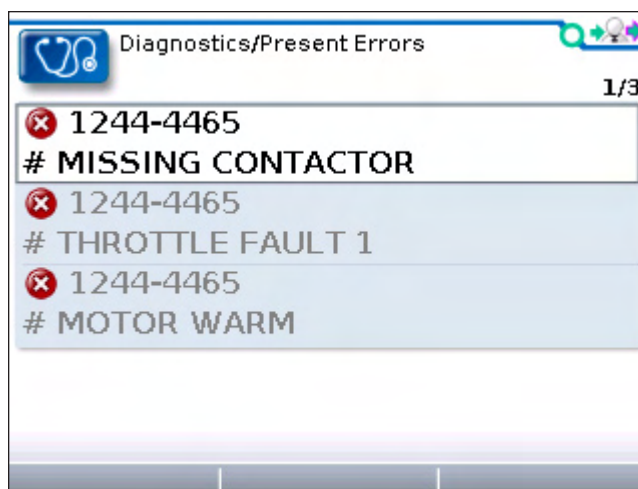 Diagnostics/Present Errors
1/3
1244-4465
# MISSING CONTACTOR
1244-4465
# THROTTLE FAULT 1
1244-4465
# MOTOR WARM